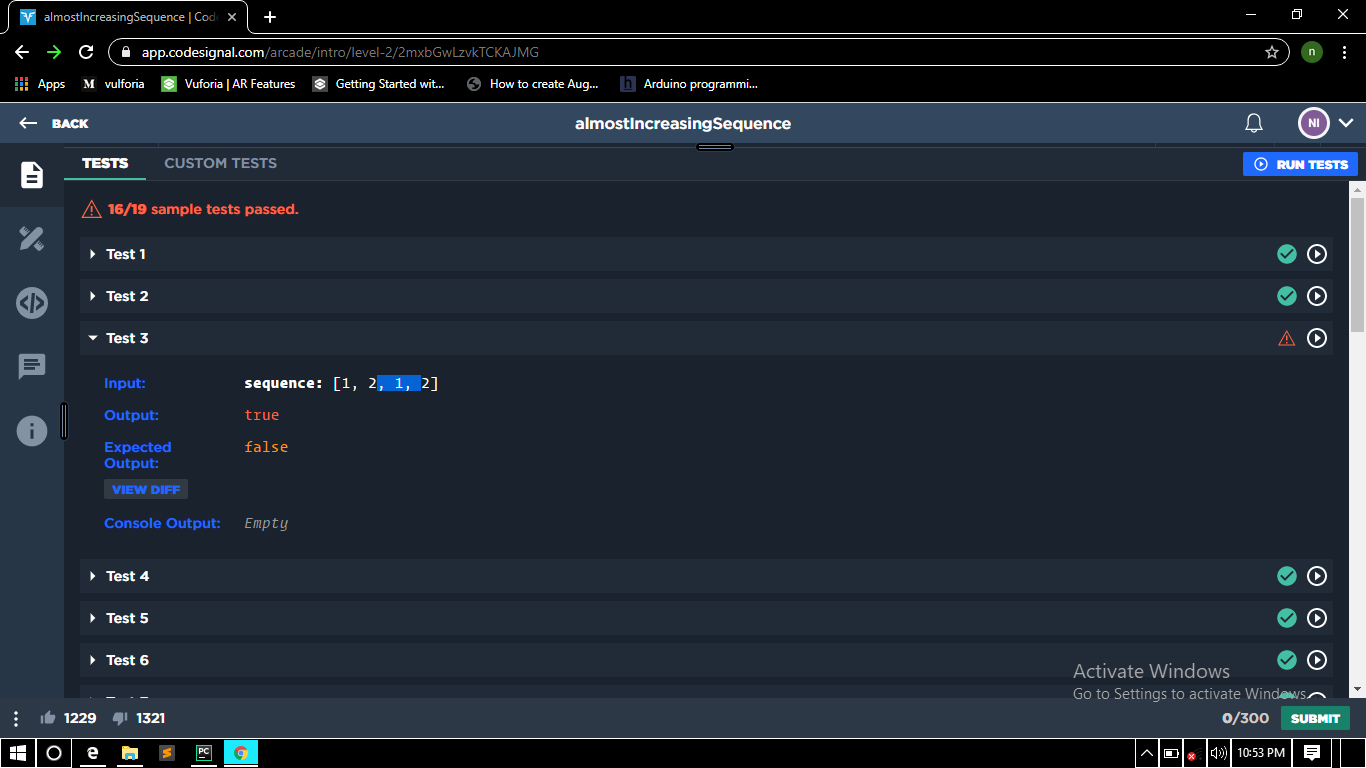 almostIncreasingSequence | Cod
app.codesignal.com/arcade/intro/level-2/2mxbGwLzvkTCKAJMG
n
Apps
M vulforia
Vuforia | AR Features
Getting Started wit...
How to create Aug...
h Arduino programmi...
BACK
almostIncreasingSequence
NI
TESTS
CUSTOM TESTS
RUN TESTS
16/19 sample tests passed.
Test 1
Test 2
Test 3
Input: sequence: [1, 2, 1, 2]
Output: true
Expected Output: false
VIEW DIFF
Console Output: Empty
Test 4
Test 5
Test 6
Activate Windows
Go to Settings to activate Windows.
1229
1321
0/300
SUBMIT
PC
10:53 PM